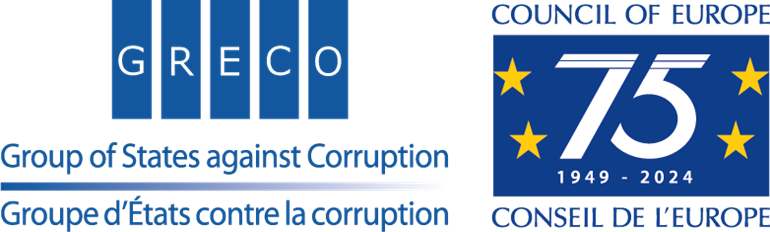 GRECO
Group of States against Corruption
Groupe d’États contre la corruption
COUNCIL OF EUROPE
75
1949 - 2024
CONSEIL DE L'EUROPE